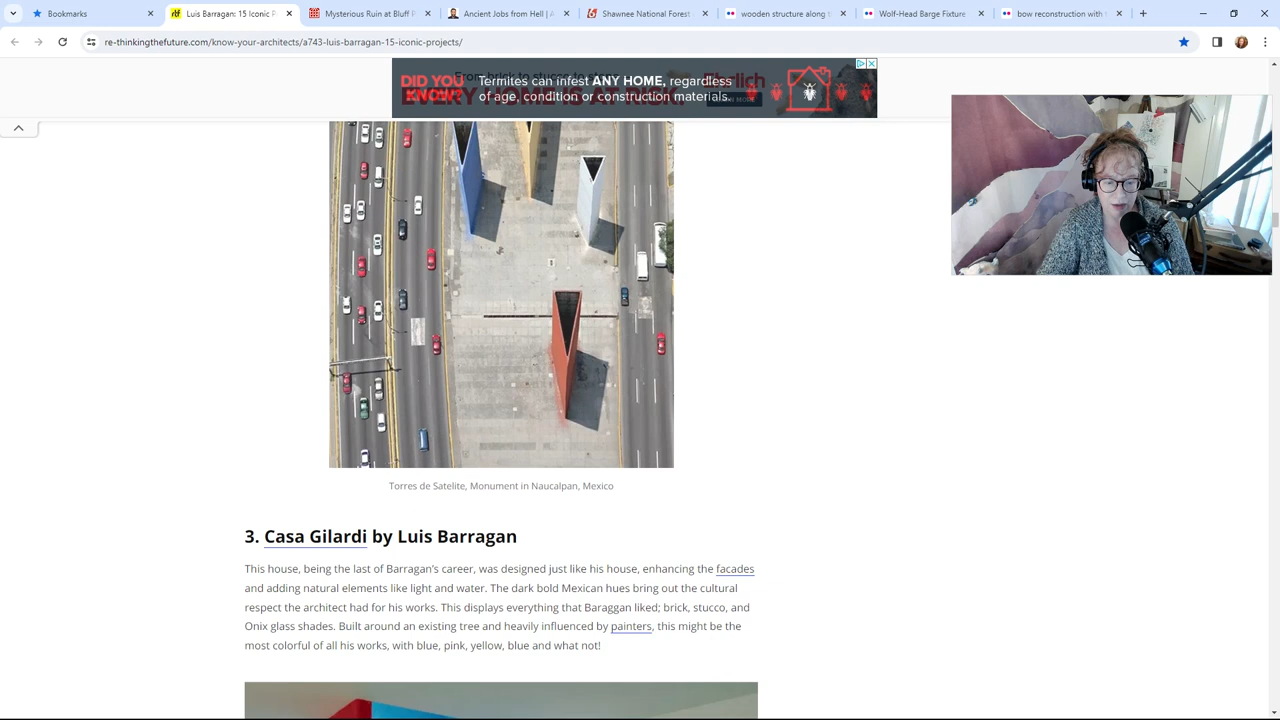 Bookmarks
Luis Barragan: 15 Iconic P
Mysterious Ruin at Bluff P
Ancient Jobs from Hell | A
Shawnee National Forest
wooden structure along t
Wolf-Head Barge Fixture
bow reconstruction with
re-thinkingthefuture.com/know-your-architects/a743-luis-barragan-15-iconic-projects/
DID YOU KNOW?
Termites can infest ANY HOME, regardless
of age, condition or construction materials.
Ehrlich
Torres de Satelite, Monument in Naucalpan, Mexico
3. Casa Gilardi by Luis Barragan
This house, being the last of Barragan's career, was designed just like his house, enhancing the facades
and adding natural elements like light and water. The dark bold Mexican hues bring out the cultural
respect the architect had for his works. This displays everything that Baraggan liked; brick, stucco, and
Onix glass shades. Built around an existing tree and heavily influenced by painters, this might be the
most colorful of all his works, with blue, pink, yellow, blue and what not!